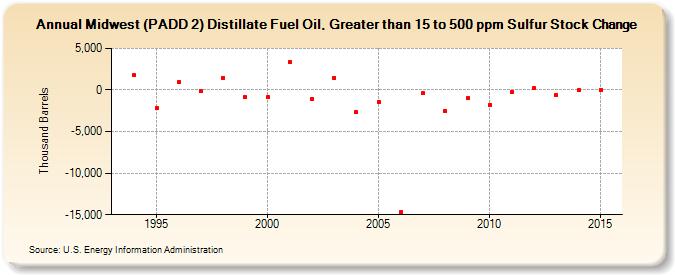 Annual Midwest (PADD 2) Distillate Fuel Oil, Greater than 15 to 500 ppm Sulfur Stock Change
Thousand Barrels
5,000
0
-5,000
-10,000
-15,000
1995 2000 2005 2010 2015
Source: U.S. Energy Information Administration